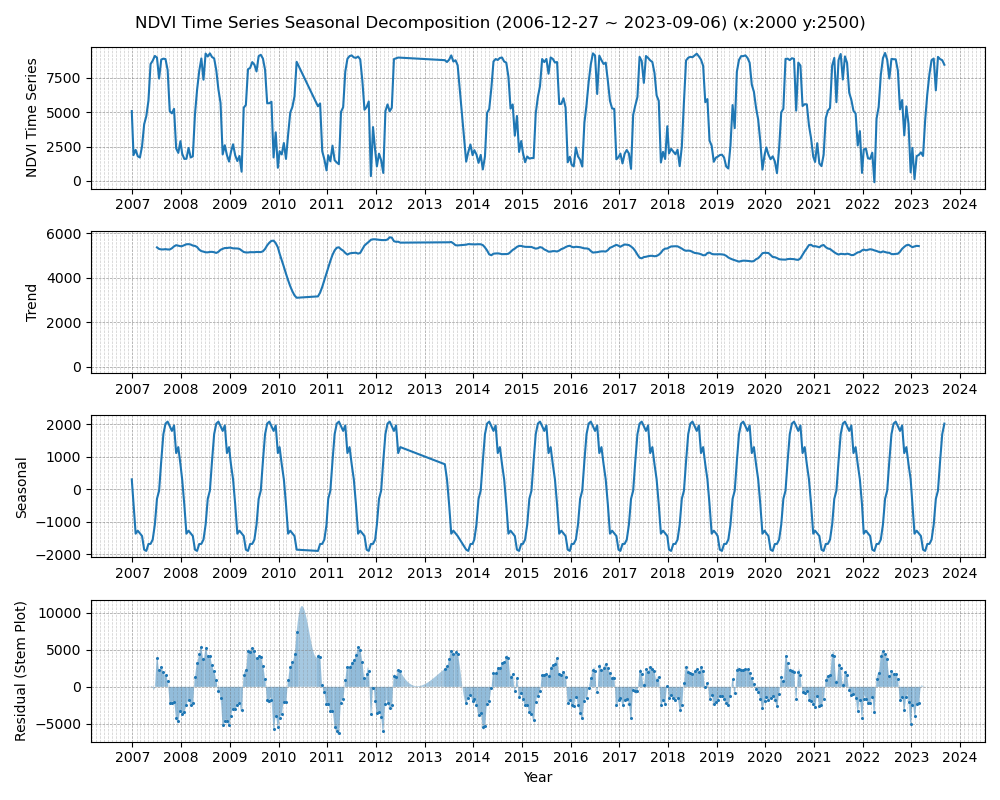 NDVI Time Series Seasonal Decomposition (2006-12-27 ~ 2023-09-06) (x:2000 y:2500)
NDVI Time Series
7500
5000
2500
0
2007 2008 2009 2010 2011 2012 2013 2014 2015 2016 2017 2018 2019 2020 2021 2022 2023 2024
Trend
6000
4000
2000
0
2007 2008 2009 2010 2011 2012 2013 2014 2015 2016 2017 2018 2019 2020 2021 2022 2023 2024
Seasonal
2000
1000
0
−1000
−2000
2007 2008 2009 2010 2011 2012 2013 2014 2015 2016 2017 2018 2019 2020 2021 2022 2023 2024
Residual (Stem Plot)
10000
5000
0
−5000
2007 2008 2009 2010 2011 2012 2013 2014 2015 2016 2017 2018 2019 2020 2021 2022 2023 2024
Year